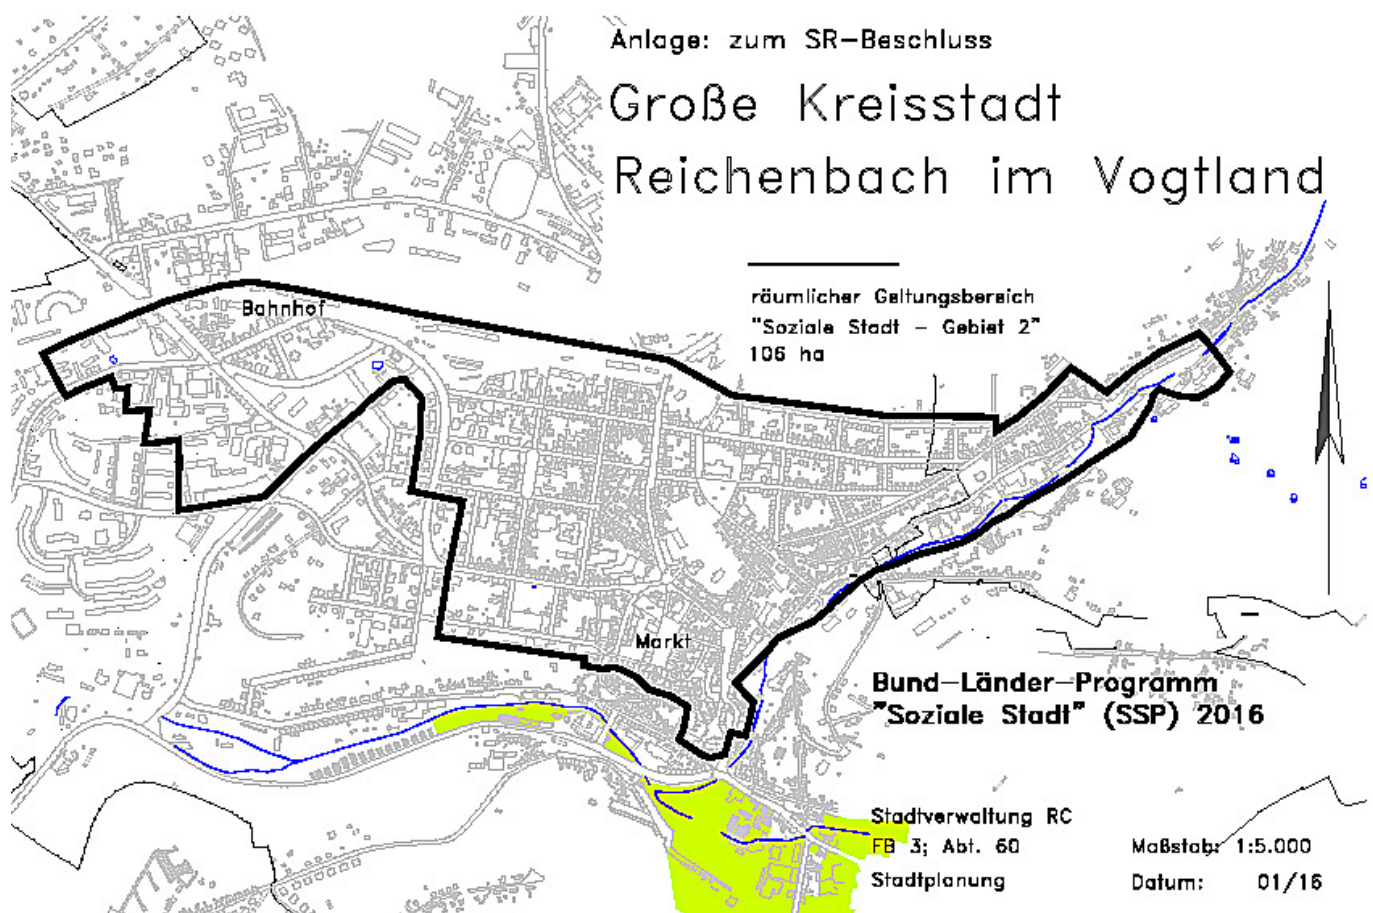 Anlage: zum SR-Beschluss
Große Kreisstadt
Reichenbach im Vogtland
räumlicher Geltungsbereich
"Soziale Stadt - Gebiet 2"
106 ha
Bahnhof
Markt
Bund-Länder-Programm
"Soziale Stadt" (SSP) 2016
Stadtverwaltung RC
FB 3; Abt. 60
Stadtplanung
Maßstab: 1:5.000
Datum: 01/16